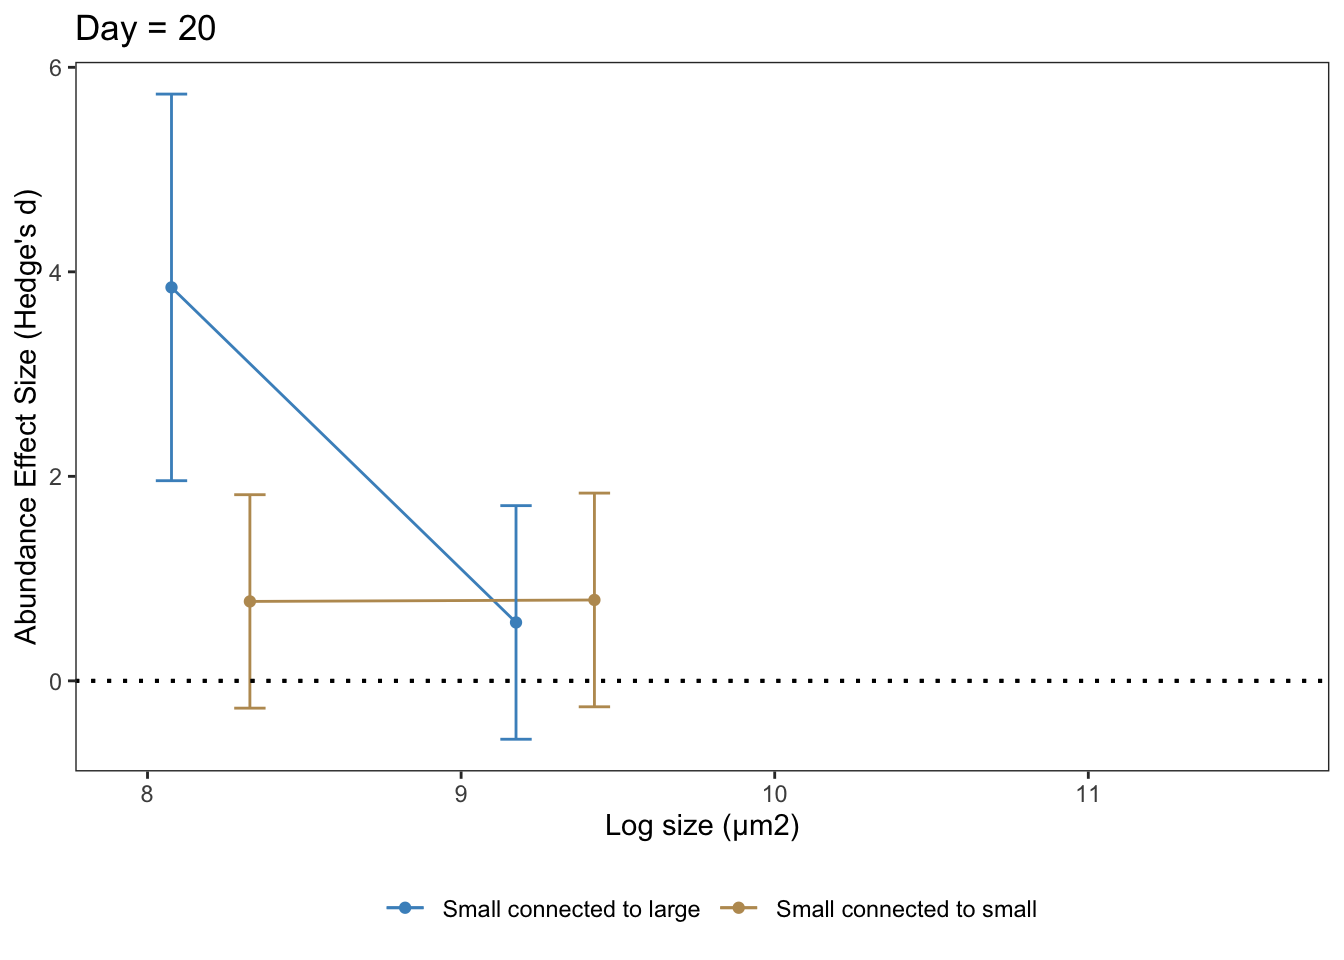 Day = 20
6
4
2
0
Abundance Effect Size (Hedge's d)
8 9 10 11
Log size (μm2)
Small connected to large Small connected to small